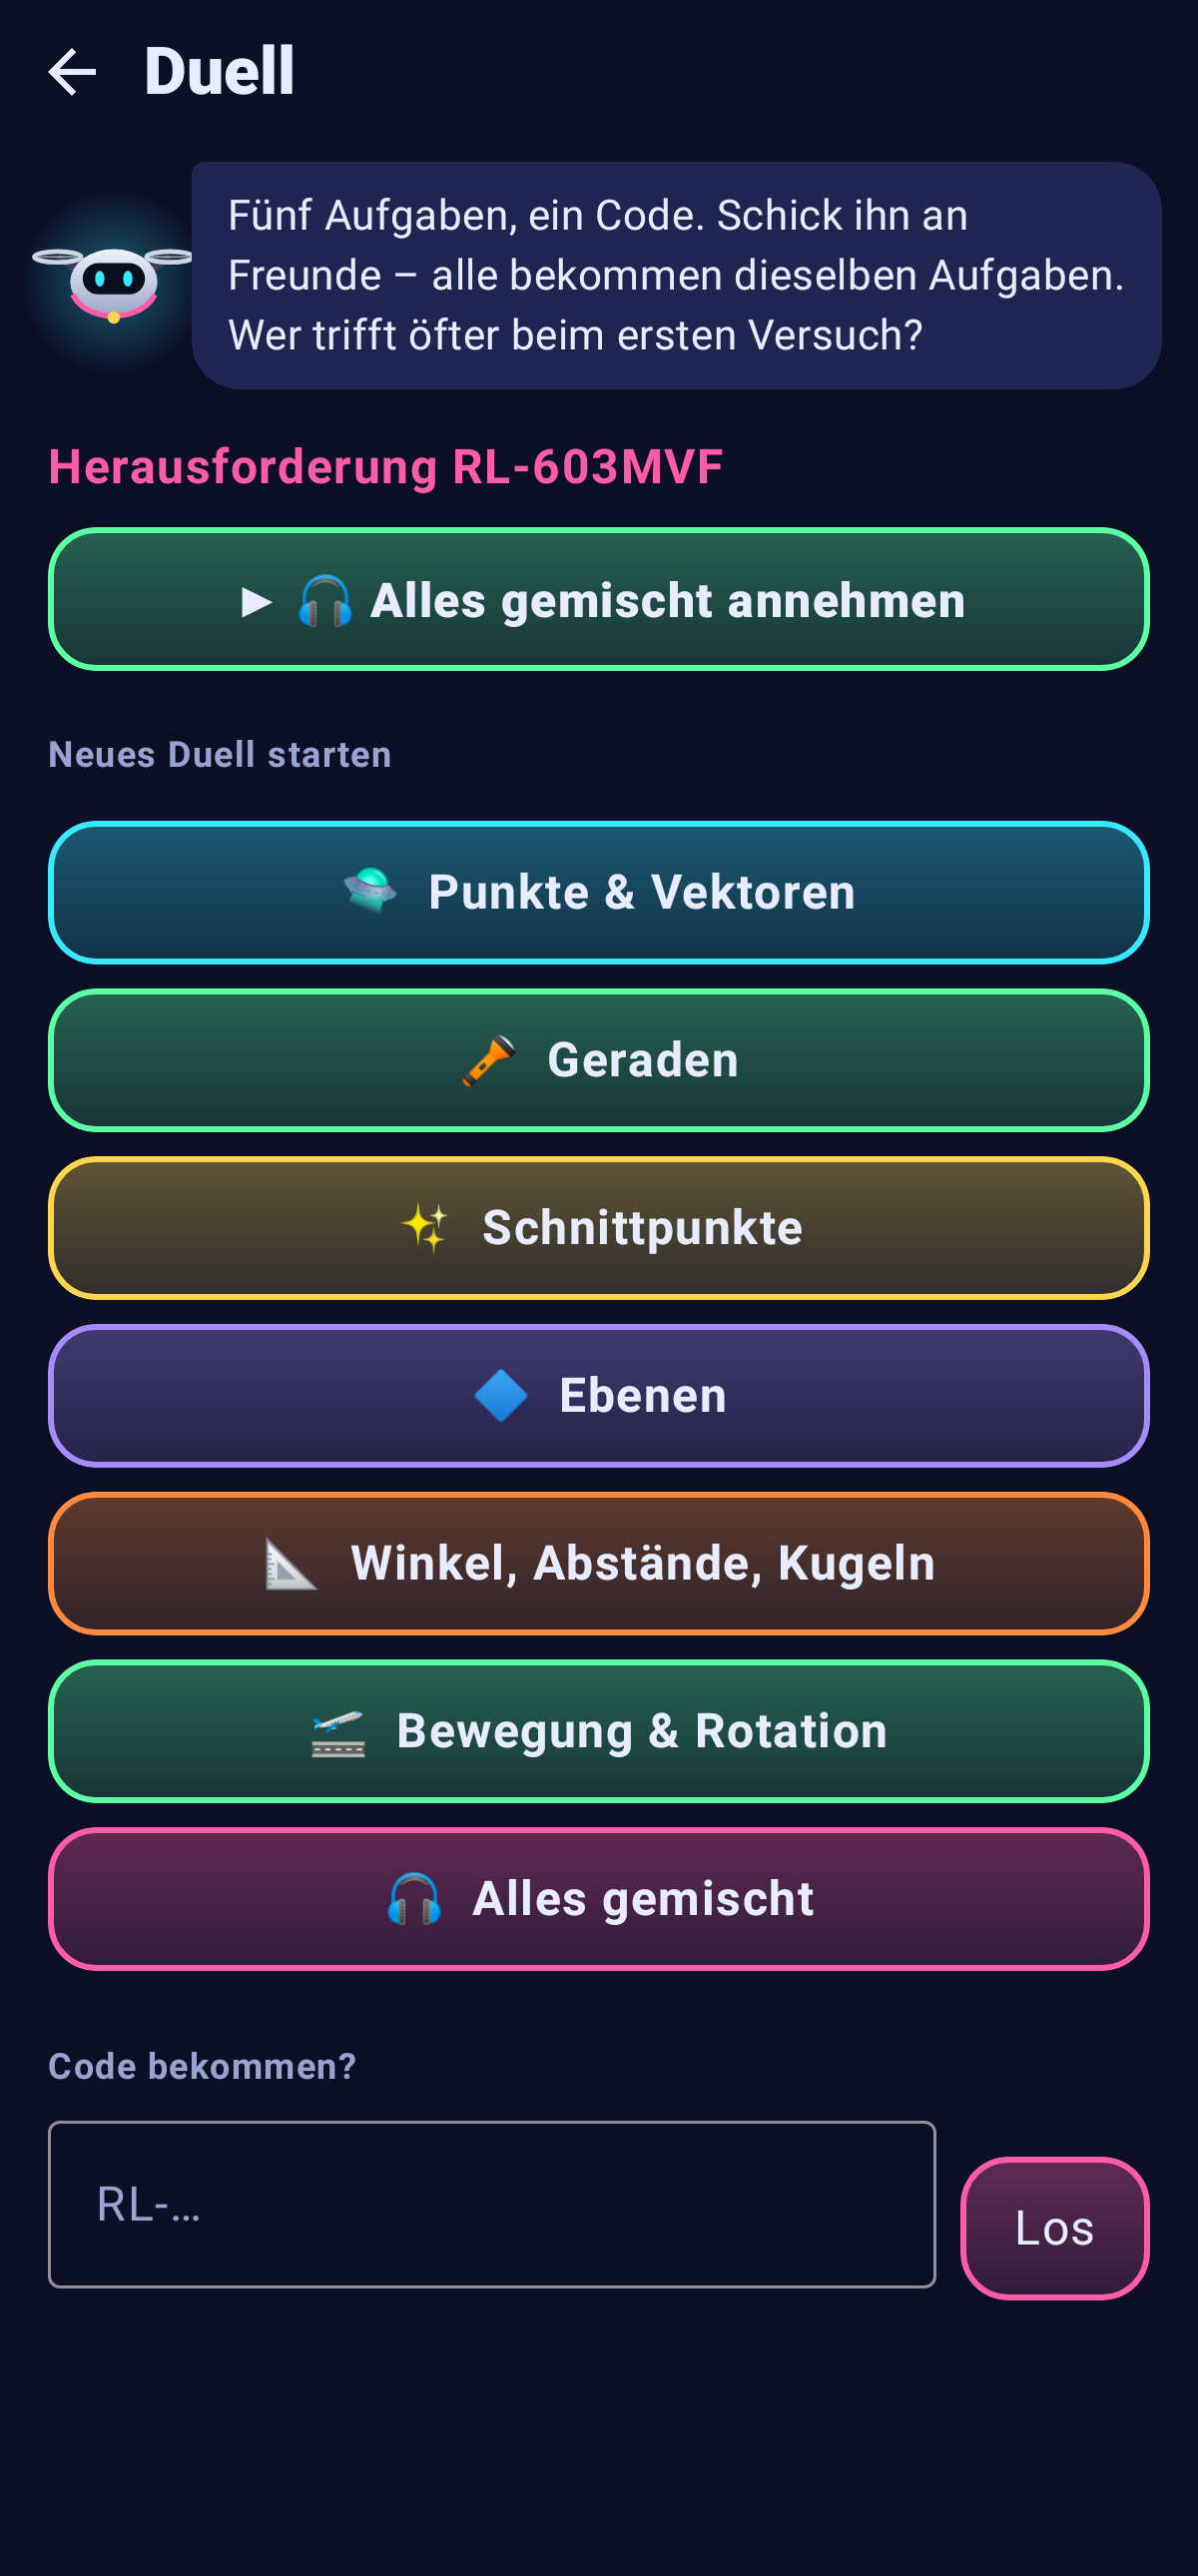 Duell
Fünf Aufgaben, ein Code. Schick ihn an
Freunde – alle bekommen dieselben Aufgaben.
Wer trifft öfter beim ersten Versuch?
Herausforderung RL-603MVF
▶ 🎧 Alles gemischt annehmen
Neues Duell starten
🛸 Punkte & Vektoren
🔦 Geraden
✨ Schnittpunkte
🔷 Ebenen
📐 Winkel, Abstände, Kugeln
🛫 Bewegung & Rotation
🎧 Alles gemischt
Code bekommen?
RL-…
Los